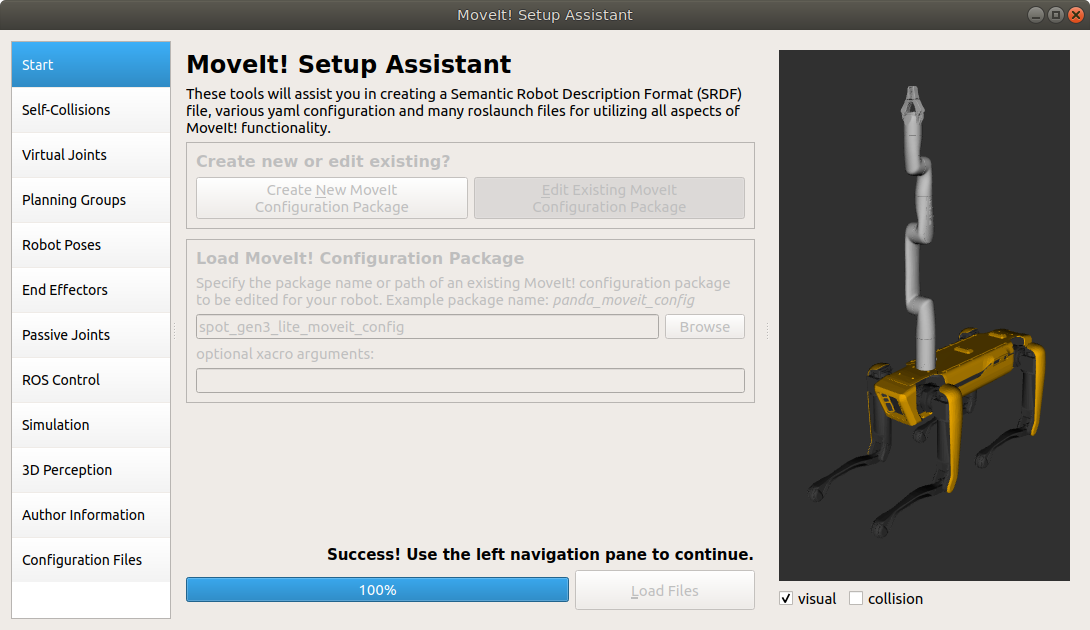 MoveIt! Setup Assistant
Start
Self-Collisions
Virtual Joints
Planning Groups
Robot Poses
End Effectors
Passive Joints
ROS Control
Simulation
3D Perception
Author Information
Configuration Files
MoveIt! Setup Assistant
These tools will assist you in creating a Semantic Robot Description Format (SRDF)
file, various yaml configuration and many roslaunch files for utilizing all aspects of
MoveIt! functionality.
Create new or edit existing?
Create New MoveIt
Configuration Package
Edit Existing MoveIt
Configuration Package
Load MoveIt! Configuration Package
Specify the package name or path of an existing MoveIt! configuration package
to be edited for your robot. Example package name: panda_moveit_config
spot_gen3_lite_moveit_config
Browse
optional xacro arguments:
Success! Use the left navigation pane to continue.
100%
Load Files
visual
collision